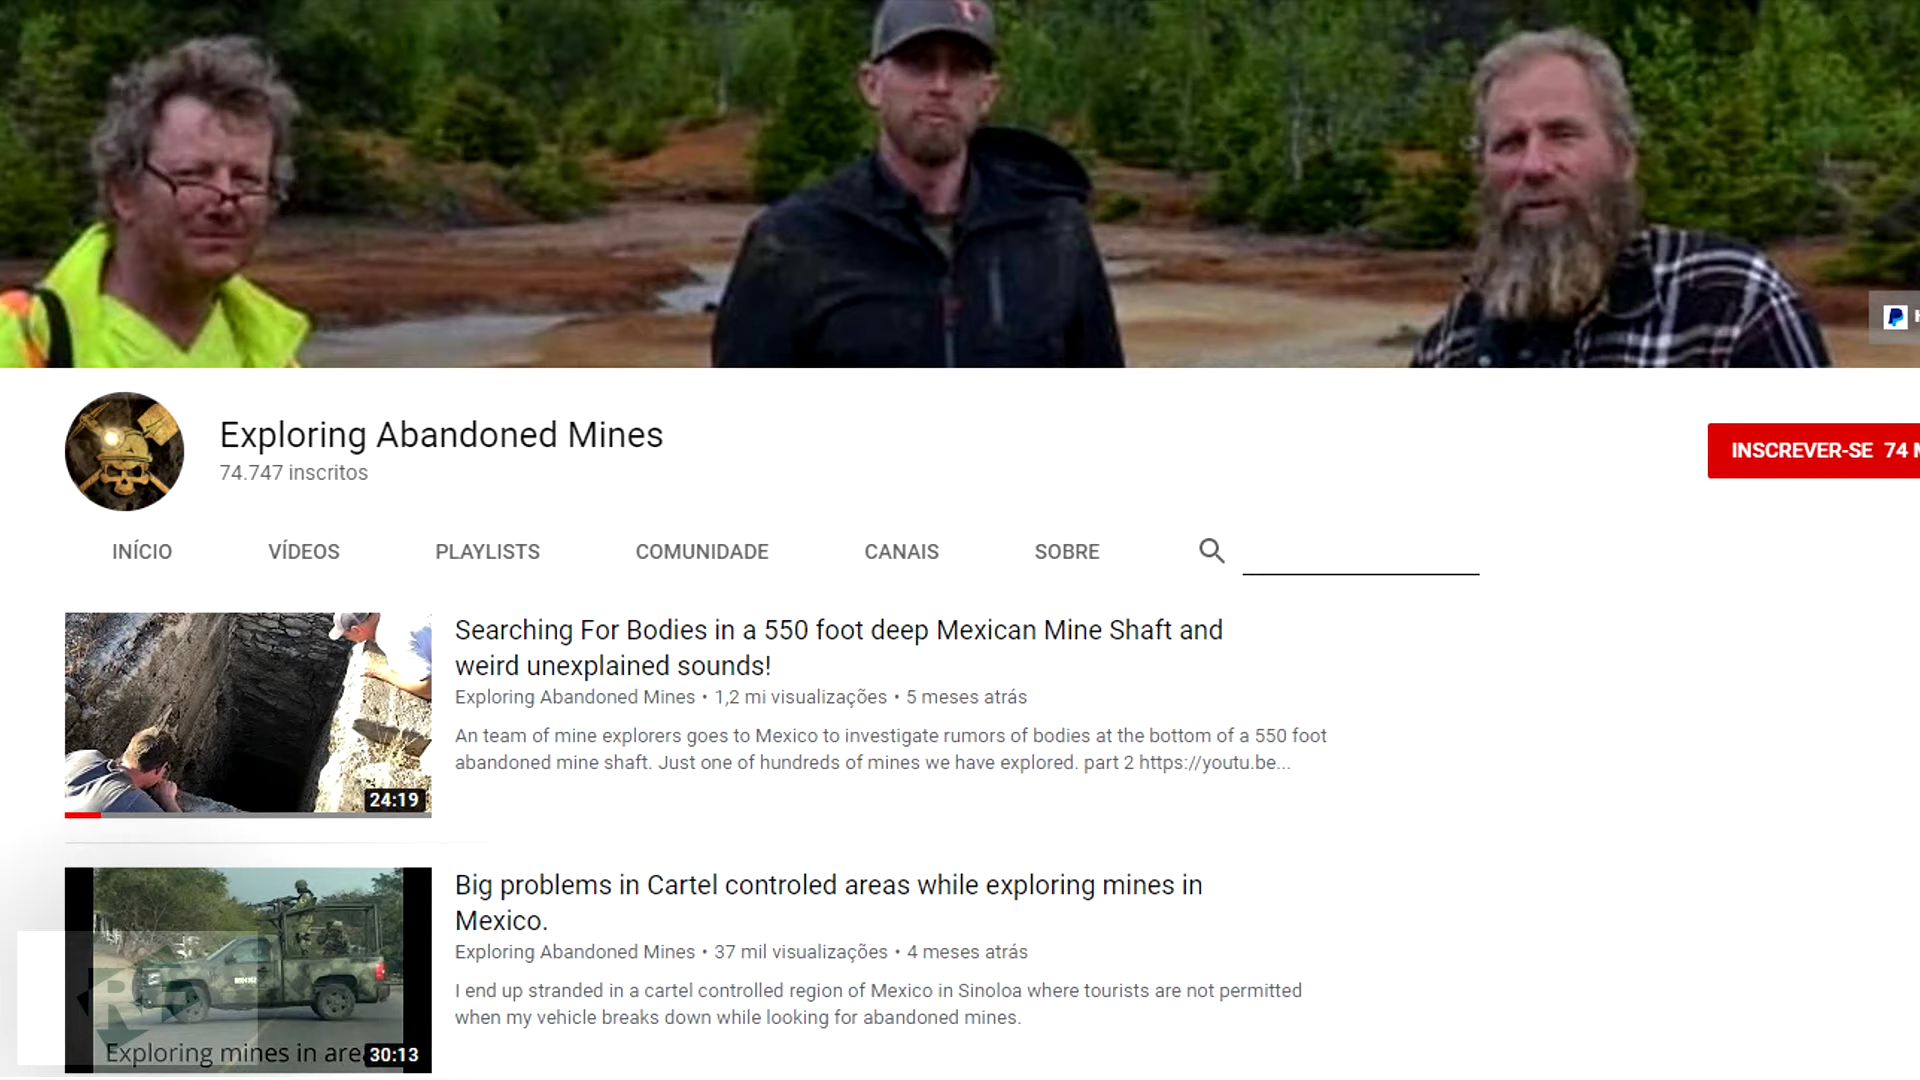 Exploring Abandoned Mines
74.747 inscritos
INSCREVER-SE 74 M
INÍCIO VÍDEOS PLAYLISTS COMUNIDADE CANAIS SOBRE
Searching For Bodies in a 550 foot deep Mexican Mine Shaft and
weird unexplained sounds!
Exploring Abandoned Mines • 1,2 mi visualizações • 5 meses atrás
An team of mine explorers goes to Mexico to investigate rumors of bodies at the bottom of a 550 foot
abandoned mine shaft. Just one of hundreds of mines we have explored. part 2 https://youtu.be...
24:19
Big problems in Cartel controled areas while exploring mines in
Mexico.
Exploring Abandoned Mines • 37 mil visualizações • 4 meses atrás
I end up stranded in a cartel controlled region of Mexico in Sinoloa where tourists are not permitted
when my vehicle breaks down while looking for abandoned mines.
Exploring mines in are
30:13